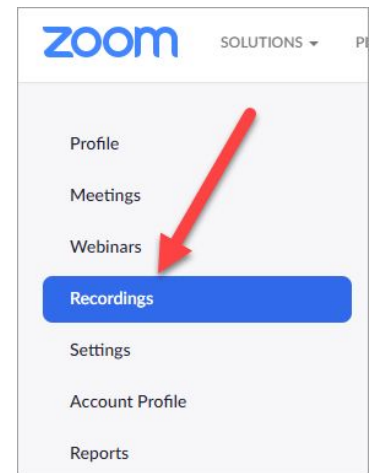 zoom SOLUTIONS
Profile
Meetings
Webinars
Recordings
Settings
Account Profile
Reports